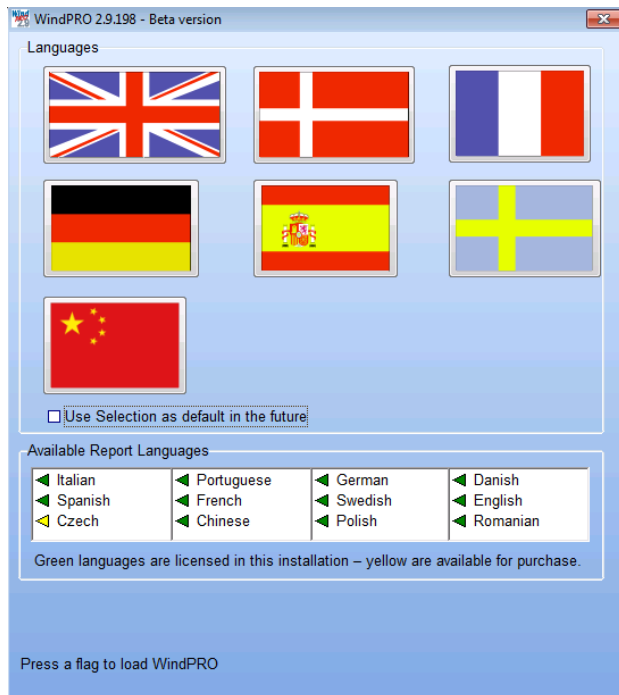 WindPRO 2.9.198 - Beta version
Languages
Use Selection as default in the future
Available Report Languages
Italian Portuguese German Danish
Spanish French Swedish English
Czech Chinese Polish Romanian
Green languages are licensed in this installation – yellow are available for purchase.
Press a flag to load WindPRO